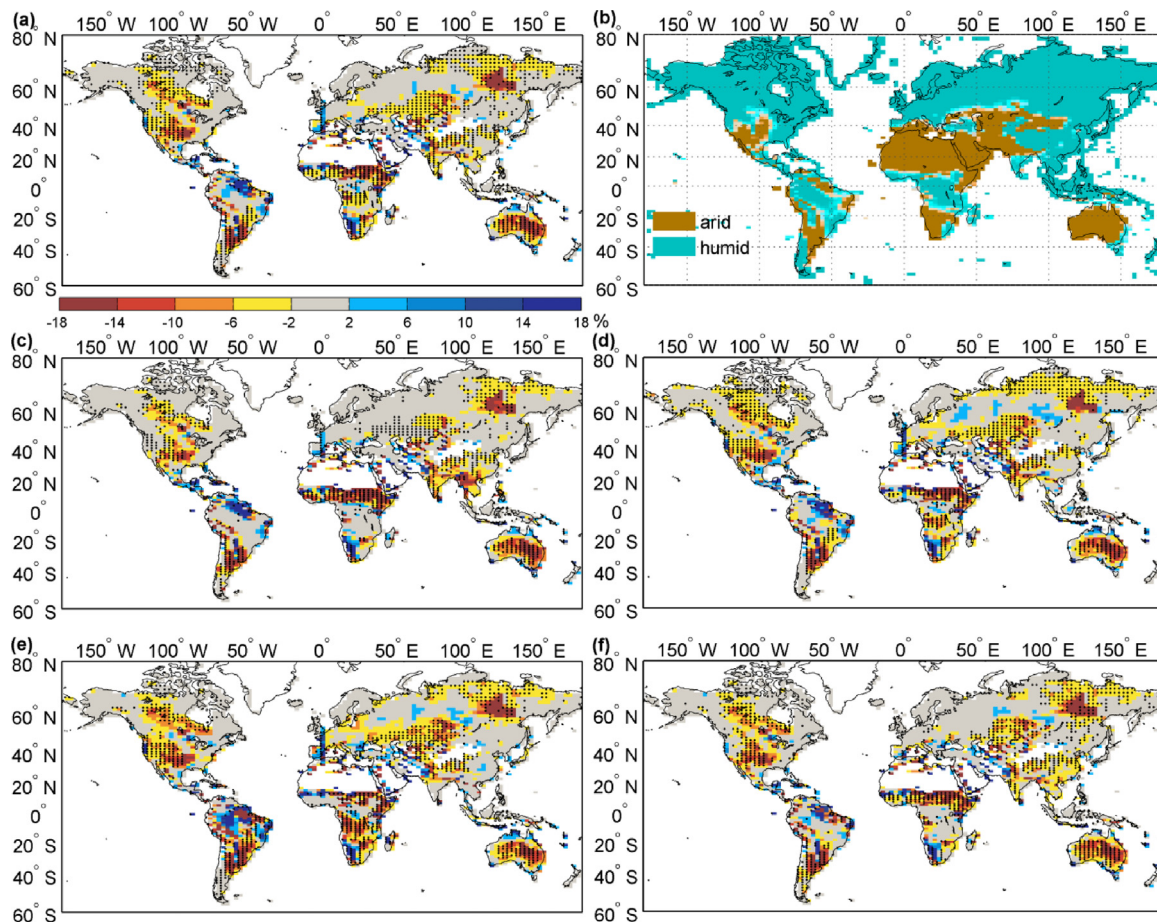 (a) 150° W 100° W 50° W 0° 50° E 100° E 150° E
80° N
60° N
40° N
20° N
0°
20° S
40° S
60° S
(b) 150° W 100° W 50° W 0° 50° E 100° E 150° E
80° N
60° N
40° N
20° N
0°
20° S
40° S
60° S
arid
humid
-18 -14 -10 -6 -2 2 6 10 14 18 %
(c) 150° W 100° W 50° W 0° 50° E 100° E 150° E
80° N
60° N
40° N
20° N
0°
20° S
40° S
60° S
(d) 150° W 100° W 50° W 0° 50° E 100° E 150° E
80° N
60° N
40° N
20° N
0°
20° S
40° S
60° S
(e) 150° W 100° W 50° W 0° 50° E 100° E 150° E
80° N
60° N
40° N
20° N
0°
20° S
40° S
60° S
(f) 150° W 100° W 50° W 0° 50° E 100° E 150° E
80° N
60° N
40° N
20° N
0°
20° S
40° S
60° S